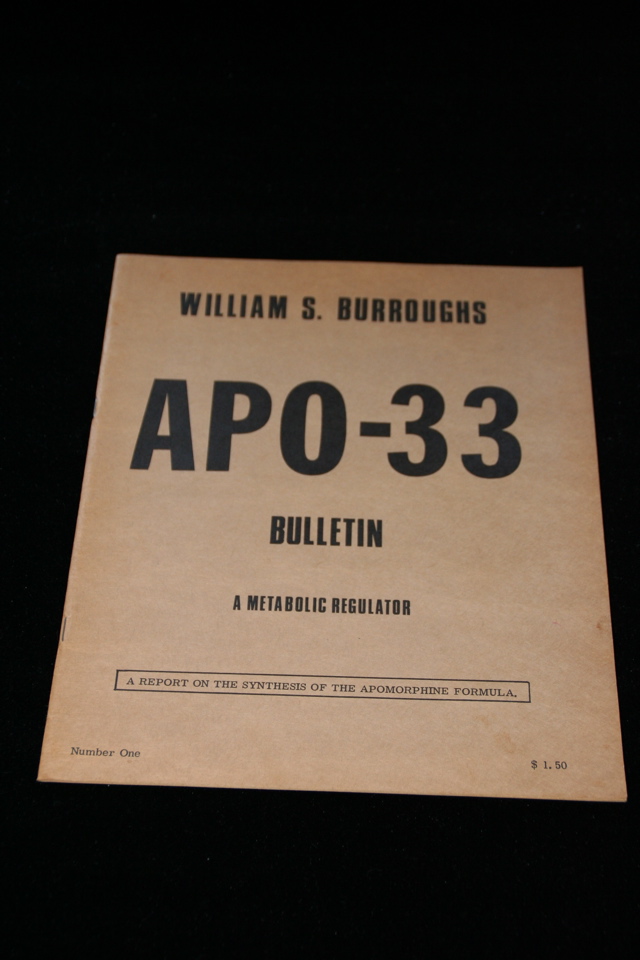 WILLIAM S. BURROUGHS
APO-33
BULLETIN
A METABOLIC REGULATOR
A REPORT ON THE SYNTHESIS OF THE APOMORPHINE FORMULA.
Number One
$ 1.50